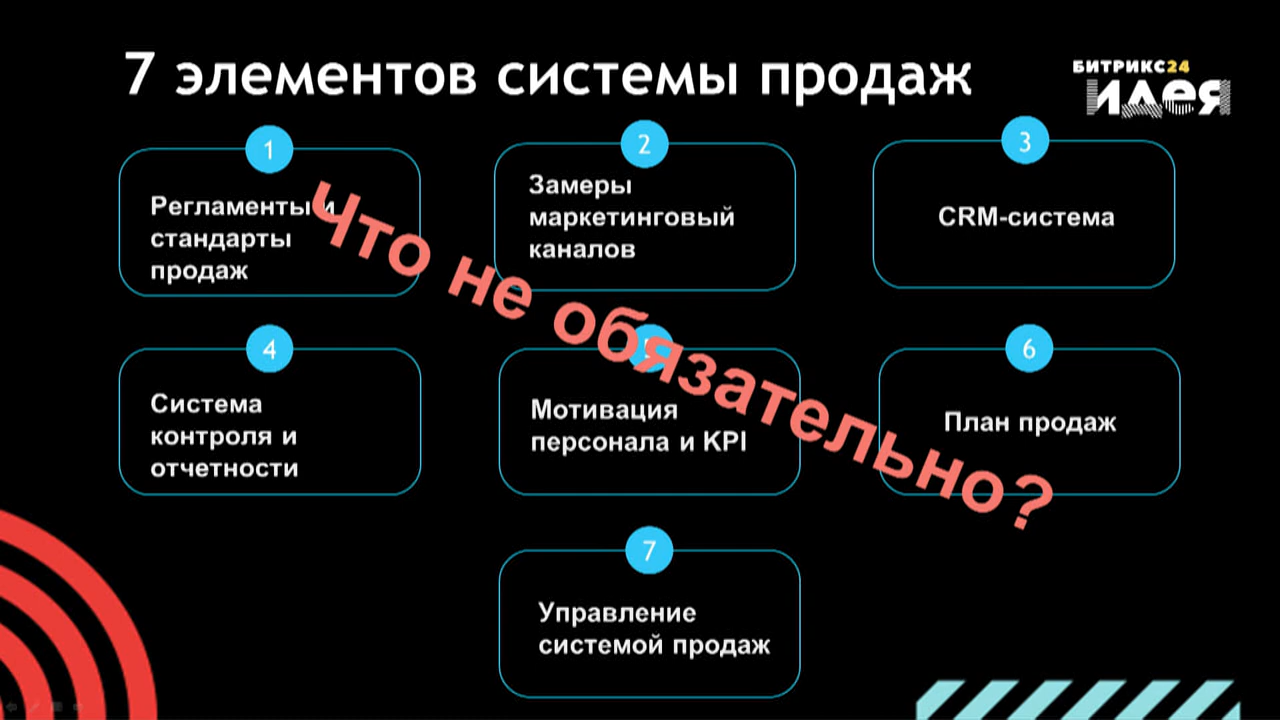 7 элементов системы продаж
БИТРИКС24
идея
1
Регламенты и
стандарты
продаж
2
Замеры
маркетинговый
каналов
3
CRM-система
Что не обязательно?
4
Система
контроля и
отчетности
5
Мотивация
персонала и KPI
6
План продаж
7
Управление
системой продаж